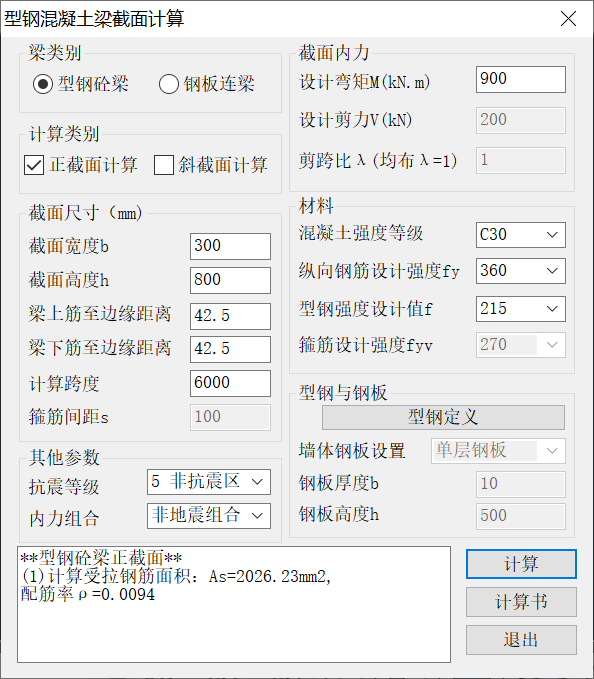 型钢混凝土梁截面计算
梁类别
型钢砼梁
钢板连梁
计算类别
正截面计算
斜截面计算
截面尺寸（mm)
截面宽度b
300
截面高度h
800
梁上筋至边缘距离
42.5
梁下筋至边缘距离
42.5
计算跨度
6000
箍筋间距s
100
其他参数
抗震等级
5 非抗震区
内力组合
非地震组合
截面内力
设计弯矩M(kN.m)
900
设计剪力V(kN)
200
剪跨比λ(均布λ=1)
1
材料
混凝土强度等级
C30
纵向钢筋设计强度fy
360
型钢强度设计值f
215
箍筋设计强度fyv
270
型钢与钢板
型钢定义
墙体钢板设置
单层钢板
钢板厚度b
10
钢板高度h
500
**型钢砼梁正截面**
(1)计算受拉钢筋面积: As=2026.23mm2,
配筋率ρ=0.0094
计算
计算书
退出